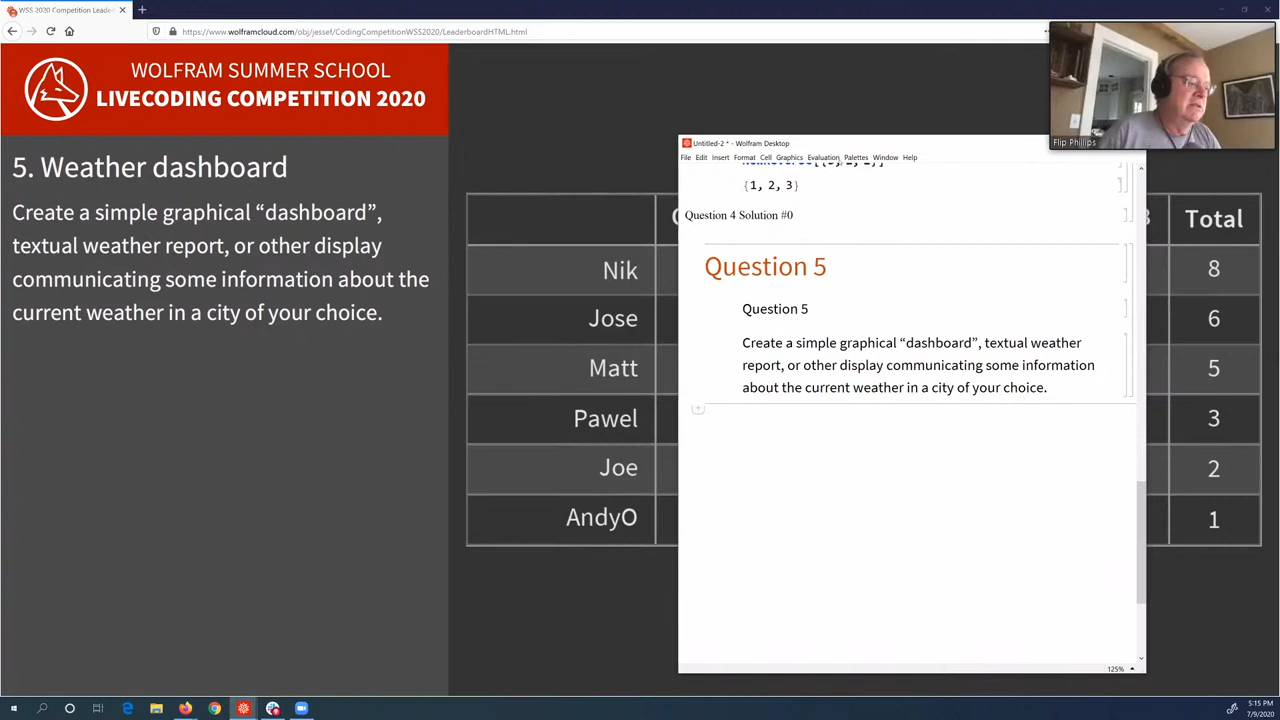 WSS 2020 Competition Leader
https://www.wolframcloud.com/obj/jessef/CodingCompetitionWSS2020/LeaderboardHTML.html
WOLFRAM SUMMER SCHOOL
LIVECODING COMPETITION 2020
5. Weather dashboard
Create a simple graphical “dashboard”,
textual weather report, or other display
communicating some information about the
current weather in a city of your choice.
Total
Nik 8
Jose 6
Matt 5
Pawel 3
Joe 2
AndyO 1
Flip Phillips
Untitled-2 * - Wolfram Desktop
File Edit Insert Format Cell Graphics Evaluation Palettes Window Help
{1, 2, 3}
Question 4 Solution #0
Question 5
Question 5
Create a simple graphical “dashboard”, textual weather
report, or other display communicating some information
about the current weather in a city of your choice.
125%
5:15 PM
7/9/2020